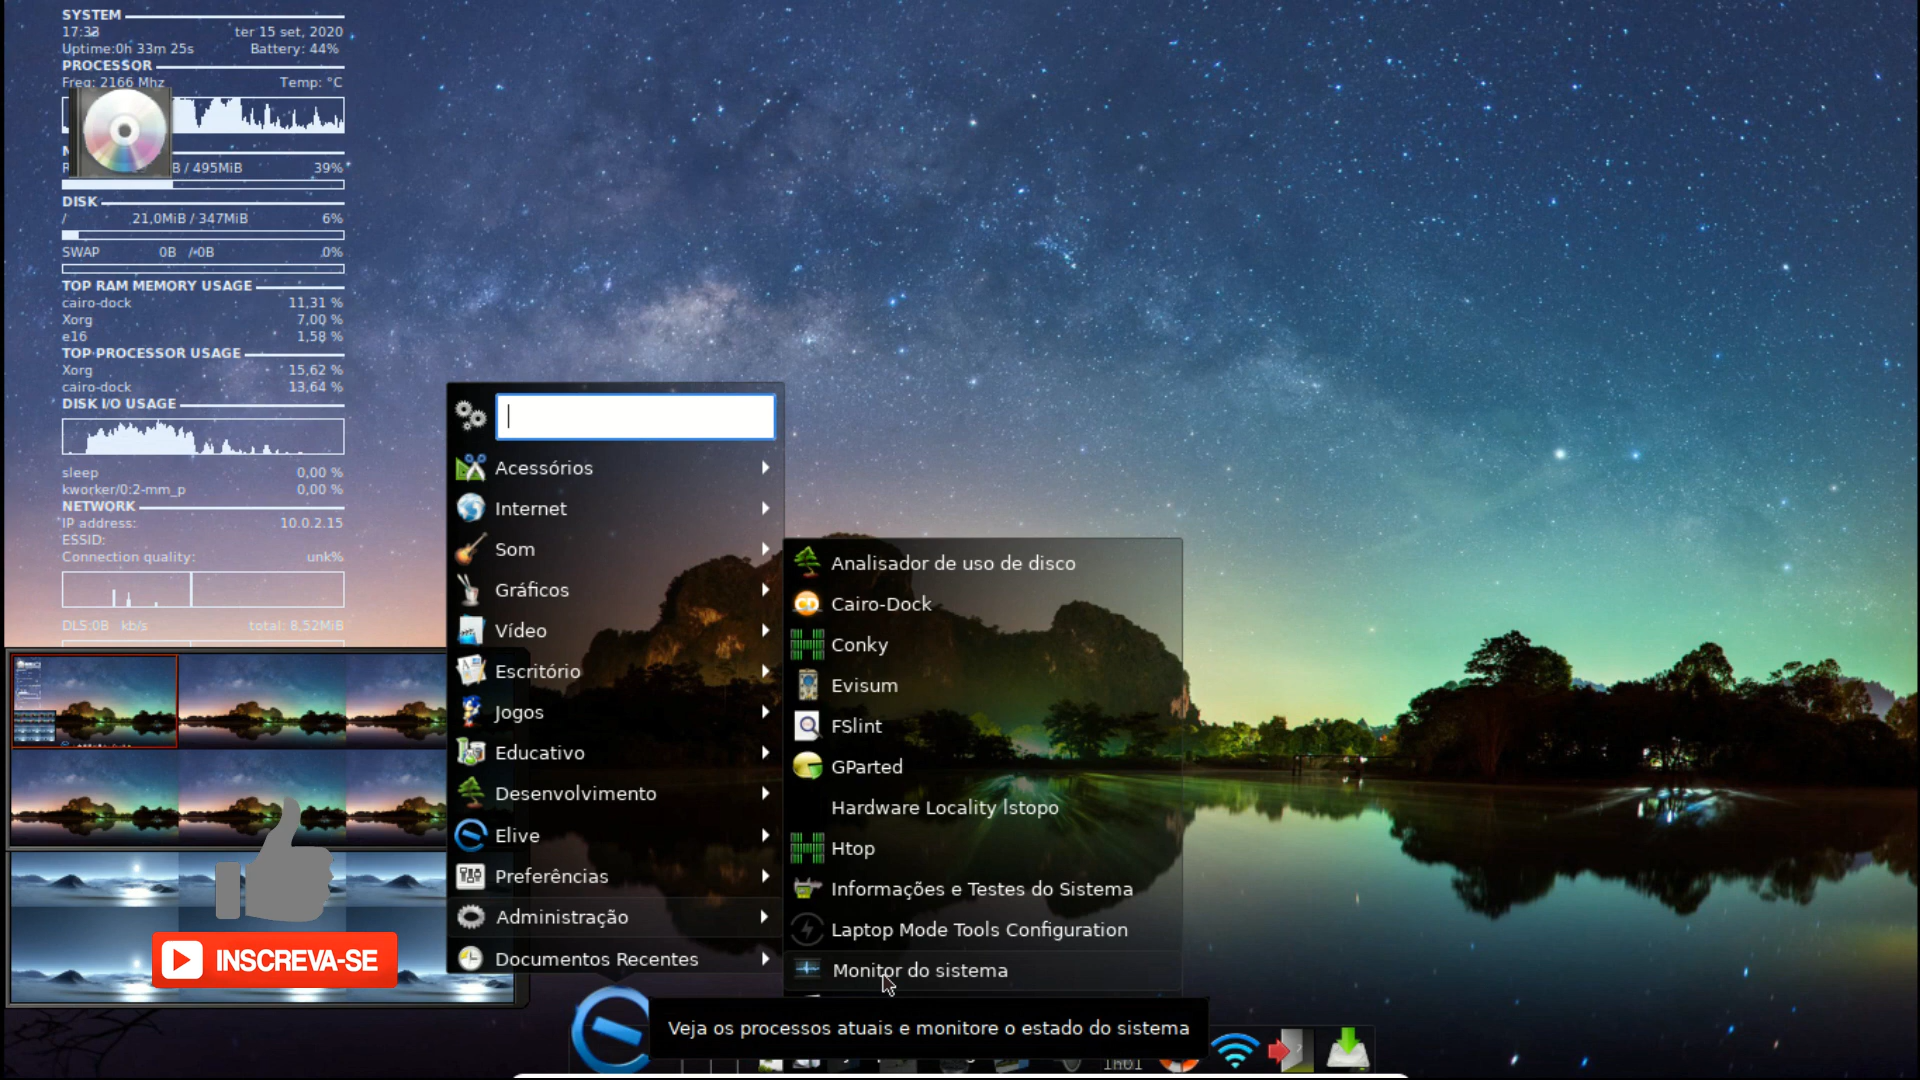 SYSTEM
17:33 ter 15 set, 2020
Uptime:0h 33m 25s Battery: 44%
PROCESSOR
Freq: 2166 Mhz Temp: °C
B / 495MiB 39%
DISK
/ 21,0MiB / 347MiB 6%
SWAP 0B / 0B 0%
TOP RAM MEMORY USAGE
cairo-dock 11,31 %
Xorg 7,00 %
e16 1,58 %
TOP PROCESSOR USAGE
Xorg 15,62 %
cairo-dock 13,64 %
DISK I/O USAGE
sleep 0,00 %
kworker/0:2-mm_p 0,00 %
NETWORK
IP address: 10.0.2.15
ESSID:
Connection quality: unk%
DLS:0B kb/s total: 8,52MiB
Acessórios
Internet
Som
Gráficos
Vídeo
Escritório
Jogos
Educativo
Desenvolvimento
Elive
Preferências
Administração
Documentos Recentes
Analisador de uso de disco
Cairo-Dock
Conky
Evisum
FSlint
GParted
Hardware Locality lstopo
Htop
Informações e Testes do Sistema
Laptop Mode Tools Configuration
Monitor do sistema
INSCREVA-SE
Veja os processos atuais e monitore o estado do sistema